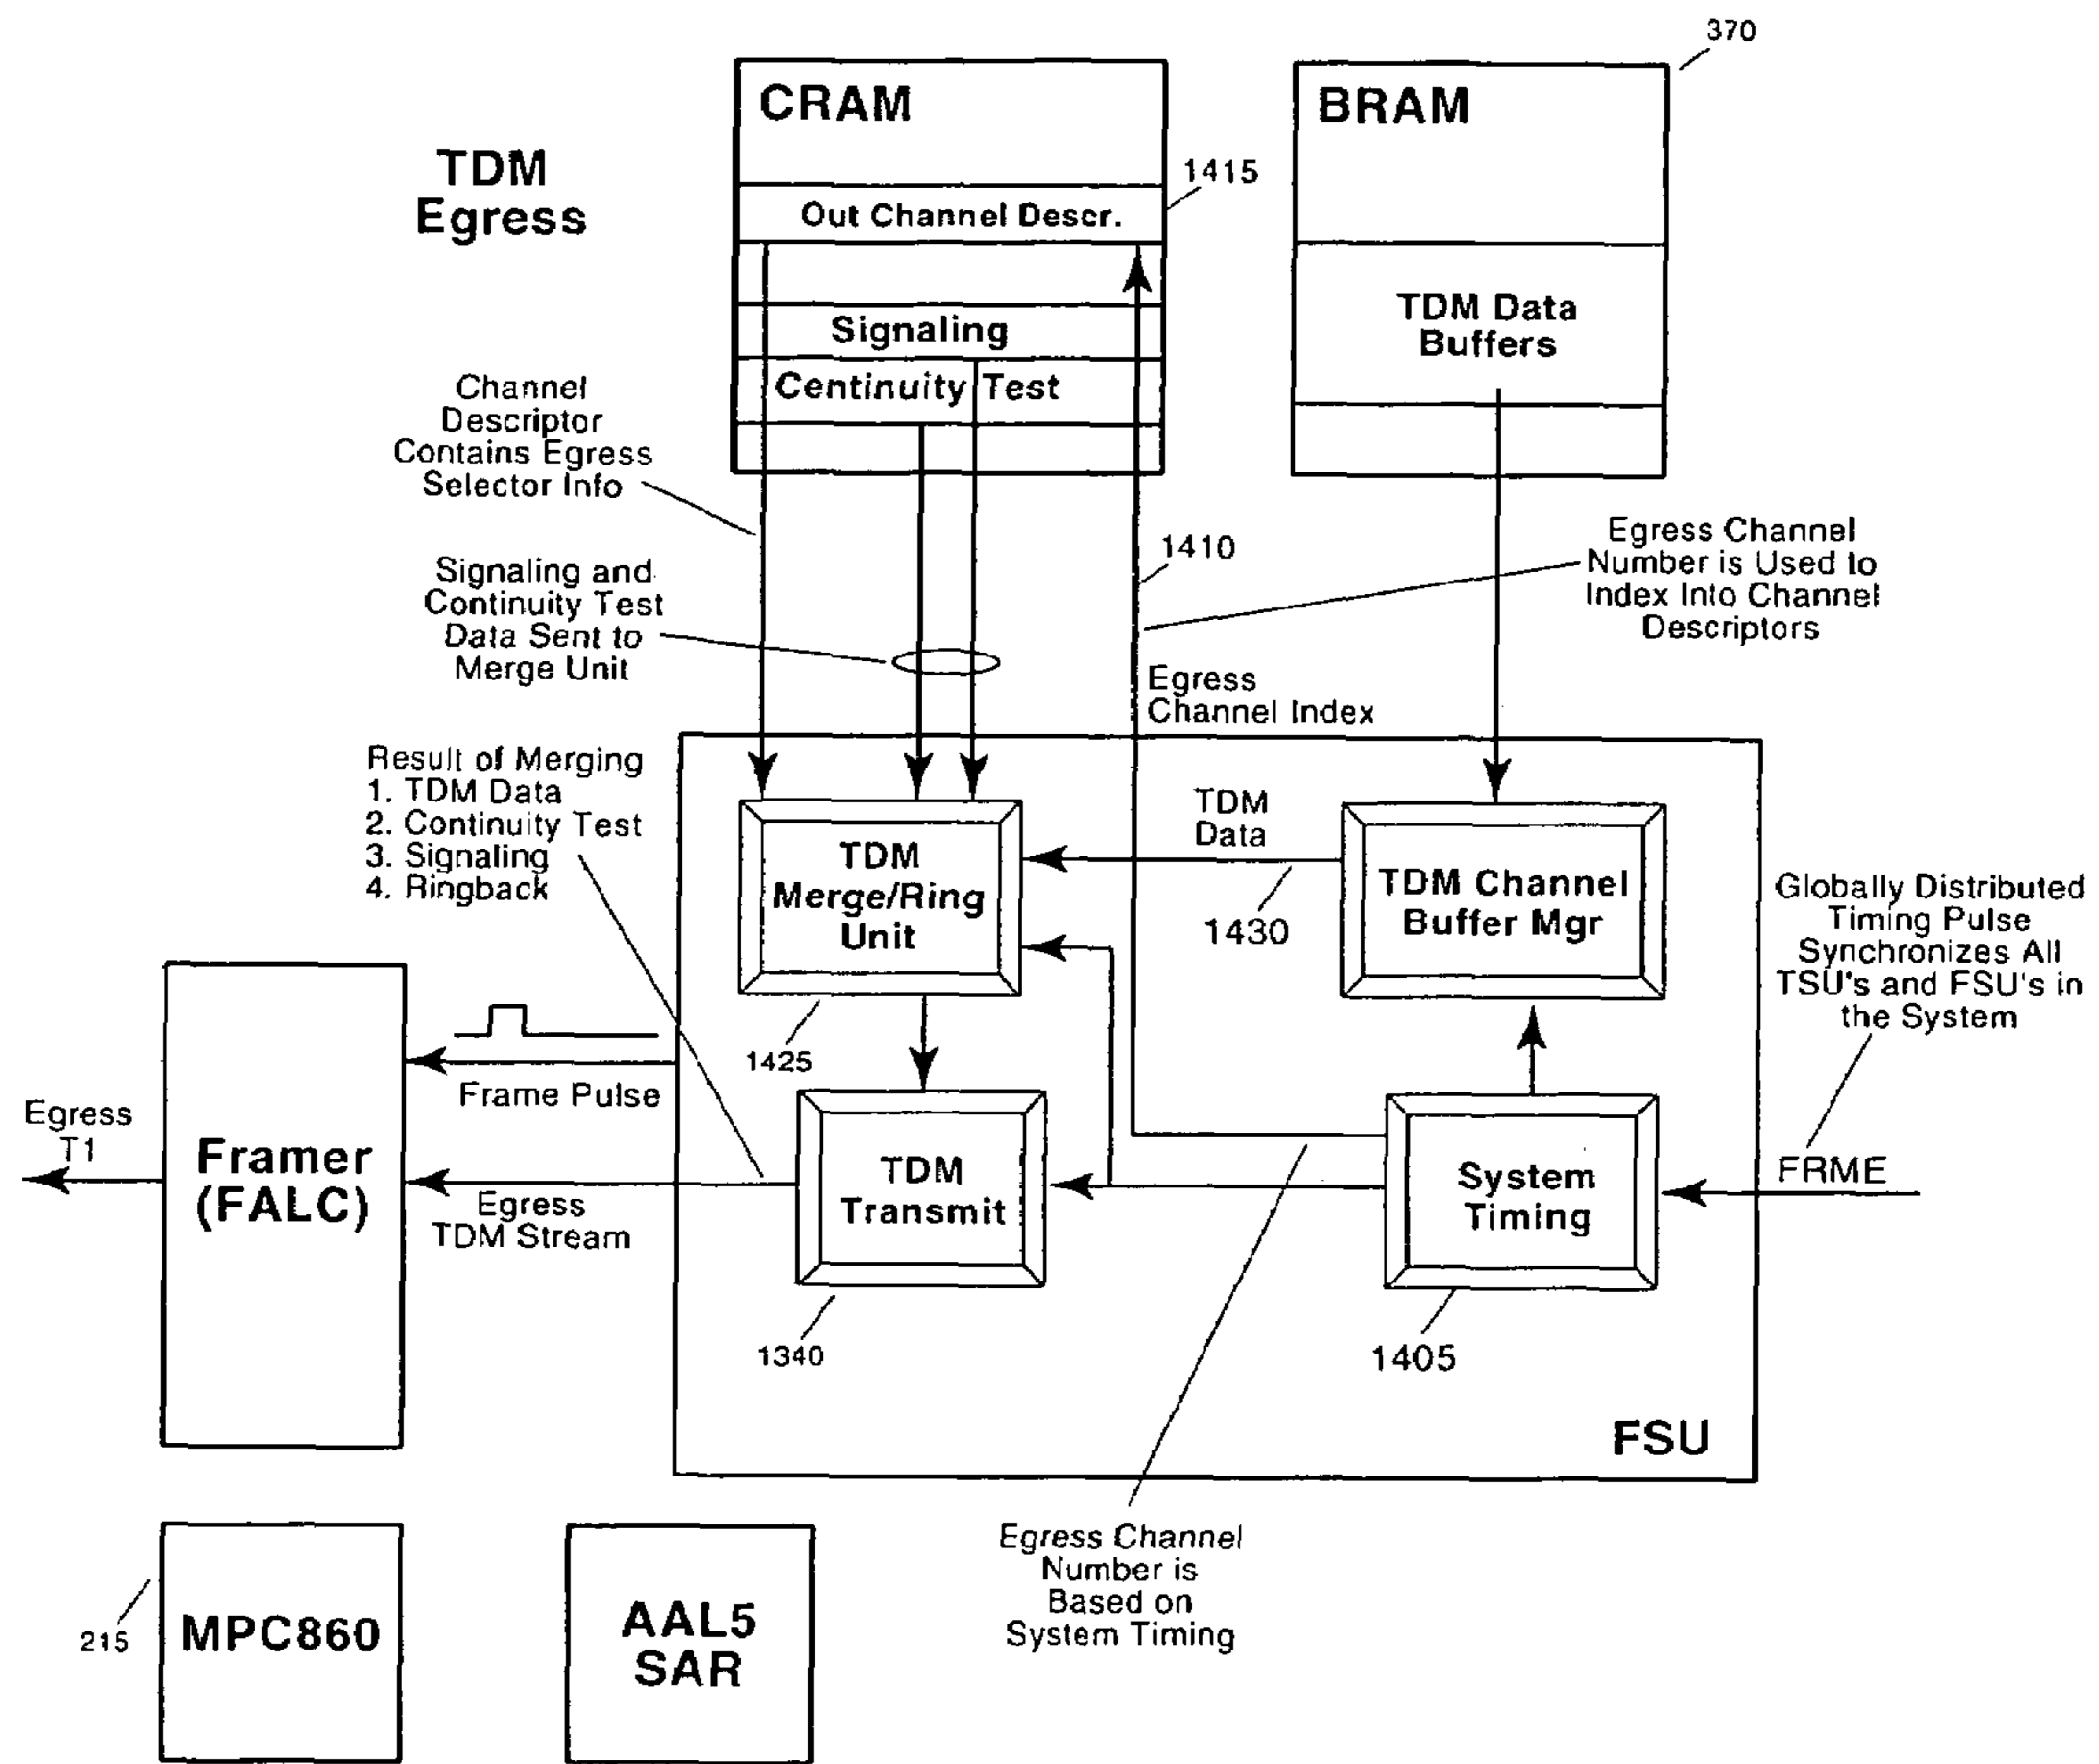 370
CRAM
BRAM
TDM
Egress
1415
Out Channel Descr.
TDM Data
Buffers
Signaling
Centinuity Test
Channel
Descriptor
Contains Egress
Selector Info
1410
Egress Channel
Number is Used to
Index Into Channel
Descriptors
Signaling and
Continuity Test
Data Sent to
Merge Unit
Egress
Channel Index
Result of Merging
1. TDM Data
2. Continuity Test
3. Signaling
4. Ringback
TDM
Data
TDM
Merge/Ring
Unit
TDM Channel
Buffer Mgr
1430
Globally Distributed
Timing Pulse
Synchronizes All
TSU's and FSU's in
the System
1425
Frame Pulse
Egress
T1
Framer
(FALC)
TDM
Transmit
System
Timing
FRME
Egress
TDM Stream
1340
1405
FSU
Egress Channel
Number is
Based on
System Timing
215
MPC860
AAL5
SAR